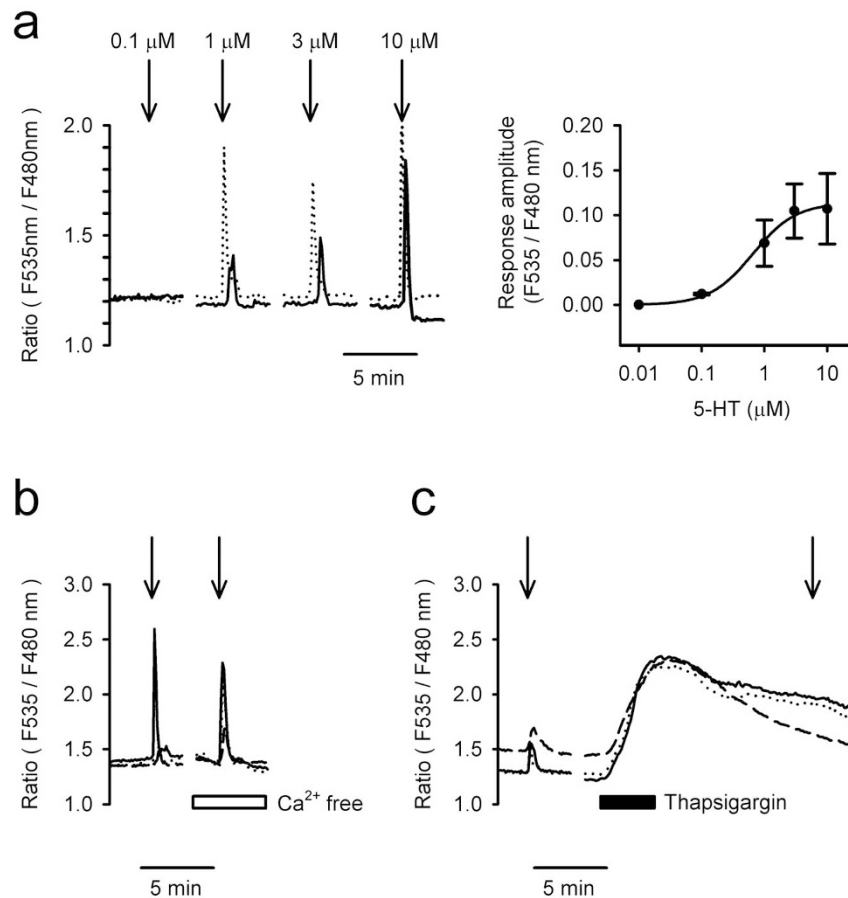 a
0.1 µM 1 µM 3 µM 10 µM
Ratio ( F535nm / F480nm )
2.0
1.5
1.0
5 min
Response amplitude
(F535 / F480 nm)
0.20
0.15
0.10
0.05
0.00
0.01 0.1 1 10
5-HT (µM)
b
Ratio ( F535 / F480 nm )
3.0
2.5
2.0
1.5
1.0
Ca²⁺ free
5 min
c
Ratio ( F535 / F480 nm )
3.0
2.5
2.0
1.5
1.0
Thapsigargin
5 min